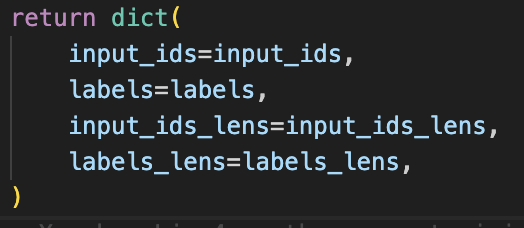 return dict(
    input_ids=input_ids,
    labels=labels,
    input_ids_lens=input_ids_lens,
    labels_lens=labels_lens,
)